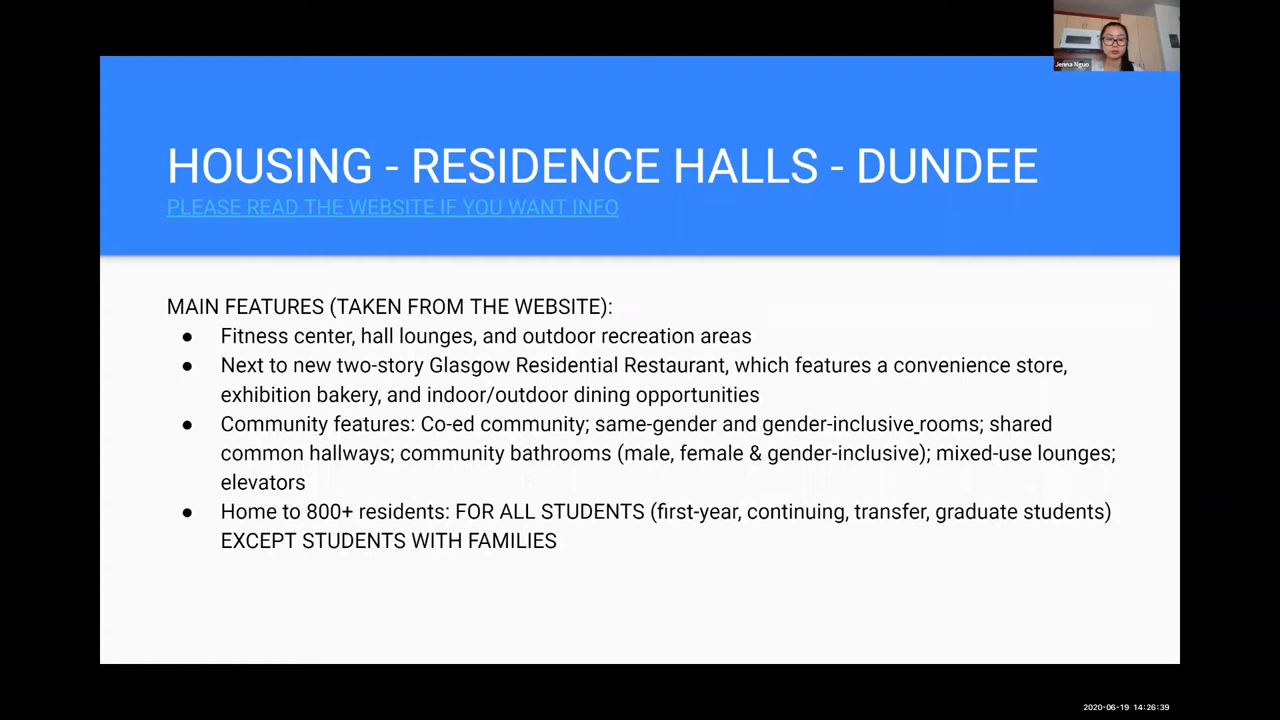 Jenna Nguo
HOUSING - RESIDENCE HALLS - DUNDEE
PLEASE READ THE WEBSITE IF YOU WANT INFO
MAIN FEATURES (TAKEN FROM THE WEBSITE):
● Fitness center, hall lounges, and outdoor recreation areas
● Next to new two-story Glasgow Residential Restaurant, which features a convenience store,
exhibition bakery, and indoor/outdoor dining opportunities
● Community features: Co-ed community; same-gender and gender-inclusive rooms; shared
common hallways; community bathrooms (male, female & gender-inclusive); mixed-use lounges;
elevators
● Home to 800+ residents: FOR ALL STUDENTS (first-year, continuing, transfer, graduate students)
EXCEPT STUDENTS WITH FAMILIES
2020-06-19 14:26:39